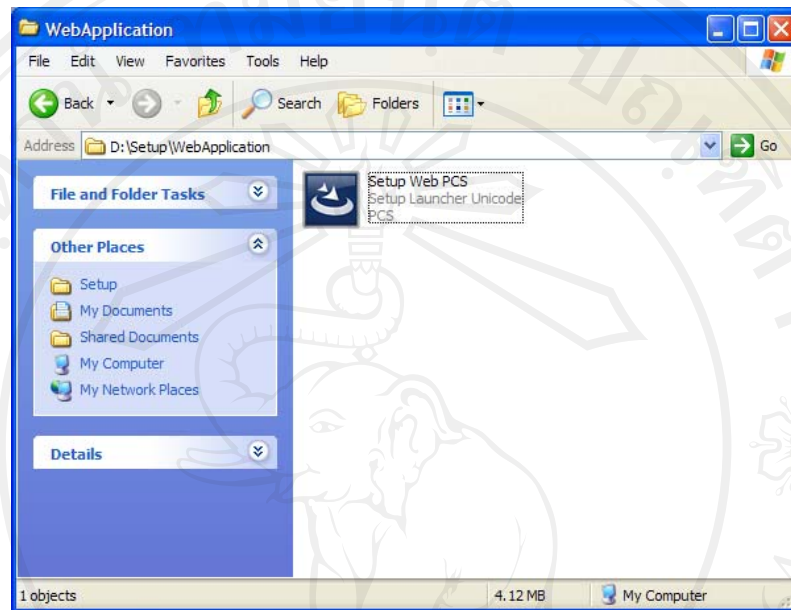 WebApplication
File Edit View Favorites Tools Help
Back Search Folders
Address D:\Setup\WebApplication Go
File and Folder Tasks
Other Places
Setup
My Documents
Shared Documents
My Computer
My Network Places
Details
Setup Web PCS
Setup Launcher Unicode
PCS
1 objects 4.12 MB My Computer